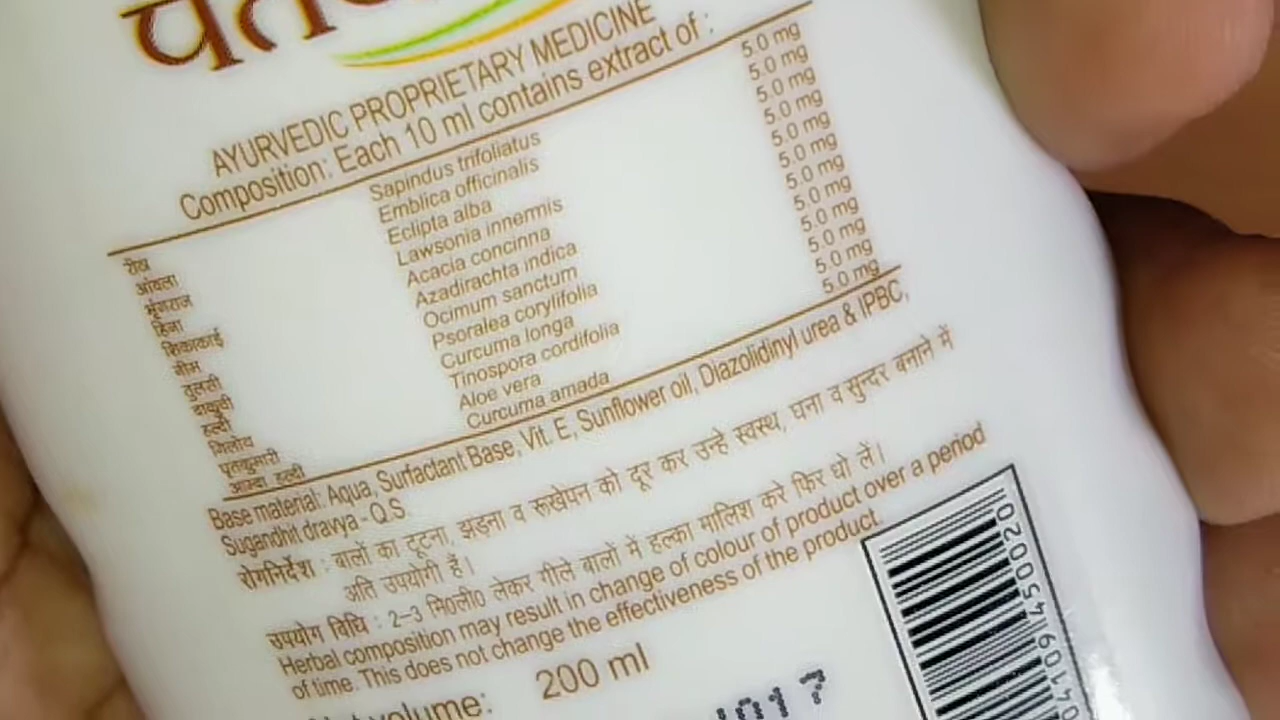 AYURVEDIC PROPRIETARY MEDICINE
Composition: Each 10 ml contains extract of :
रीठा Sapindus trifoliatus 5.0 mg
आंवला Emblica officinalis 5.0 mg
भृंगराज Eclipta alba 5.0 mg
हिना Lawsonia innermis 5.0 mg
शिकाकाई Acacia concinna 5.0 mg
नीम Azadirachta indica 5.0 mg
तुलसी Ocimum sanctum 5.0 mg
बाकुची Psoralea corylifolia 5.0 mg
हल्दी Curcuma longa 5.0 mg
गिलोय Tinospora cordifolia 5.0 mg
घृतकुमारी Aloe vera 5.0 mg
आम्बा हल्दी Curcuma amada 5.0 mg
Base material: Aqua, Surfactant Base, Vit. E, Sunflower oil, Diazolidinyl urea & IPBC,
Sugandhit dravya - Q.S
रोगनिर्देश : बालों का टूटना, झड़ना व रूखेपन को दूर कर उन्हे स्वस्थ, घना व सुन्दर बनाने में
अति उपयोगी है।
उपयोग विधि : 2-3 मि०ली० लेकर गीले बालों में हल्का मालिश करे फिर धो लें।
Herbal composition may result in change of colour of product over a period
of time. This does not change the effectiveness of the product.
volume: 200 ml
04109 450020